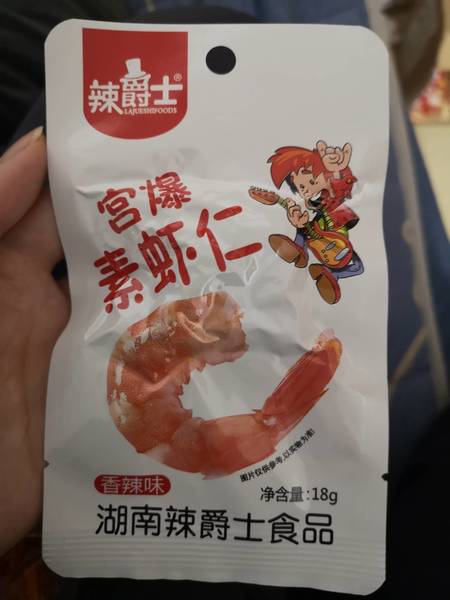 辣爵士®
LAJUESHIFOODS
宫爆
素虾仁
图片仅供参考,以实物为准!
香辣味
净含量:18g
湖南辣爵士食品